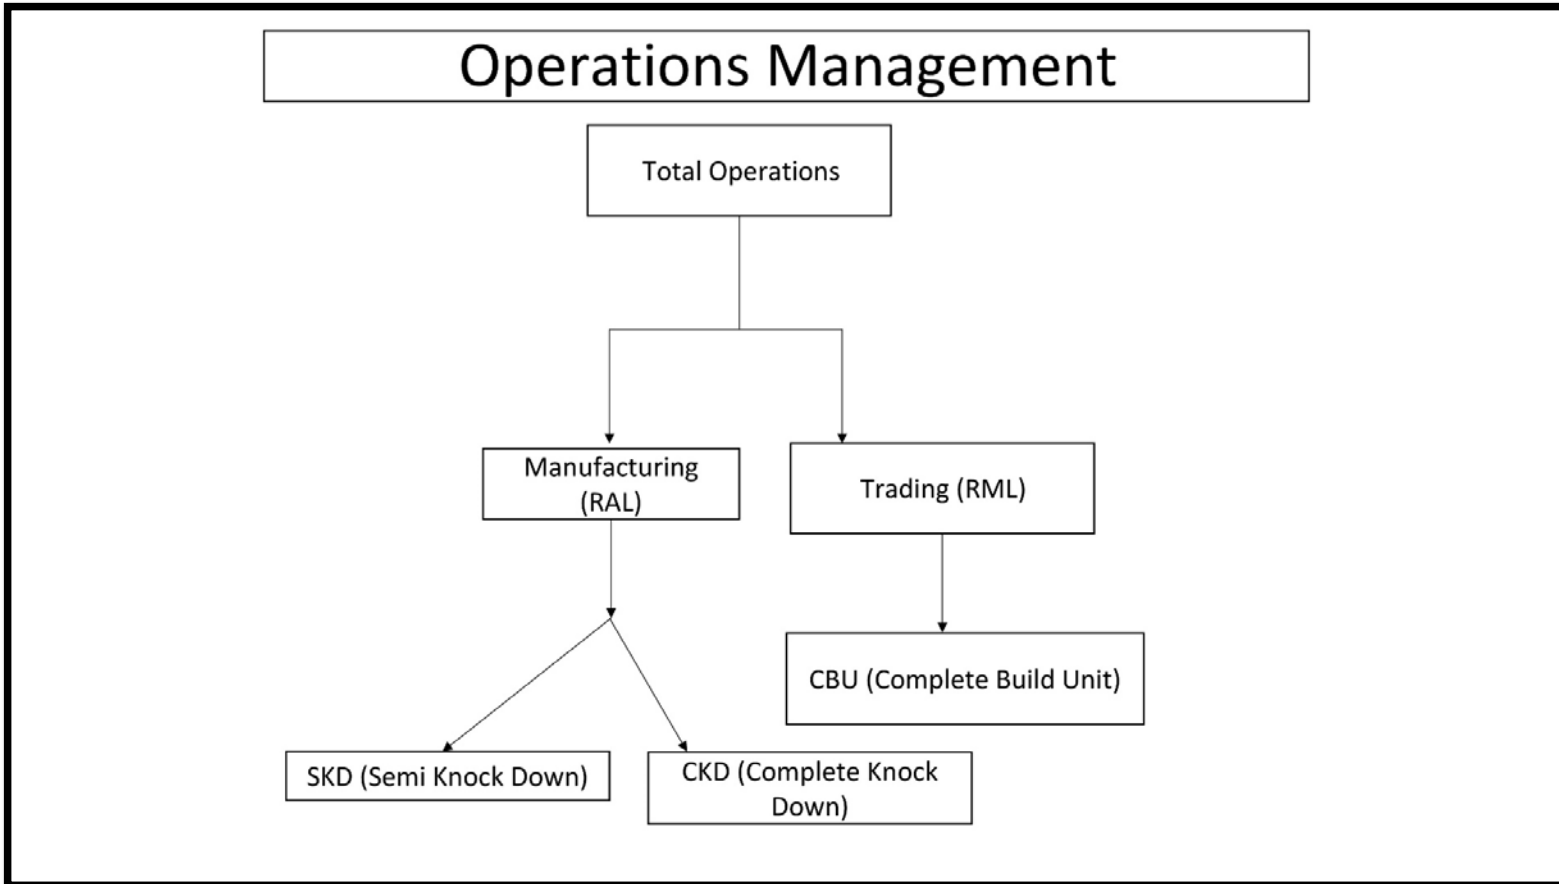 Operations Management
Total Operations
Manufacturing
(RAL)
Trading (RML)
CBU (Complete Build Unit)
SKD (Semi Knock Down)
CKD (Complete Knock
Down)